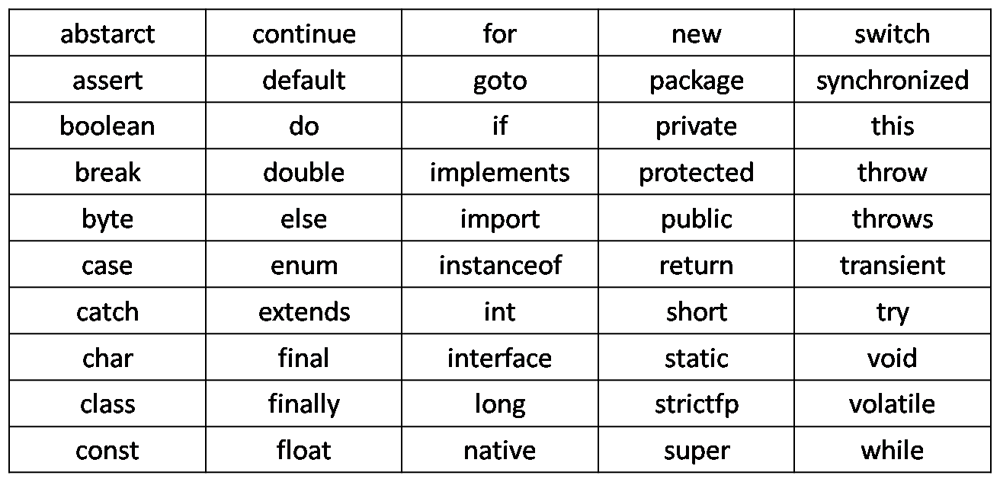 abstarct continue for new switch
assert default goto package synchronized
boolean do if private this
break double implements protected throw
byte else import public throws
case enum instanceof return transient
catch extends int short try
char final interface static void
class finally long strictfp volatile
const float native super while